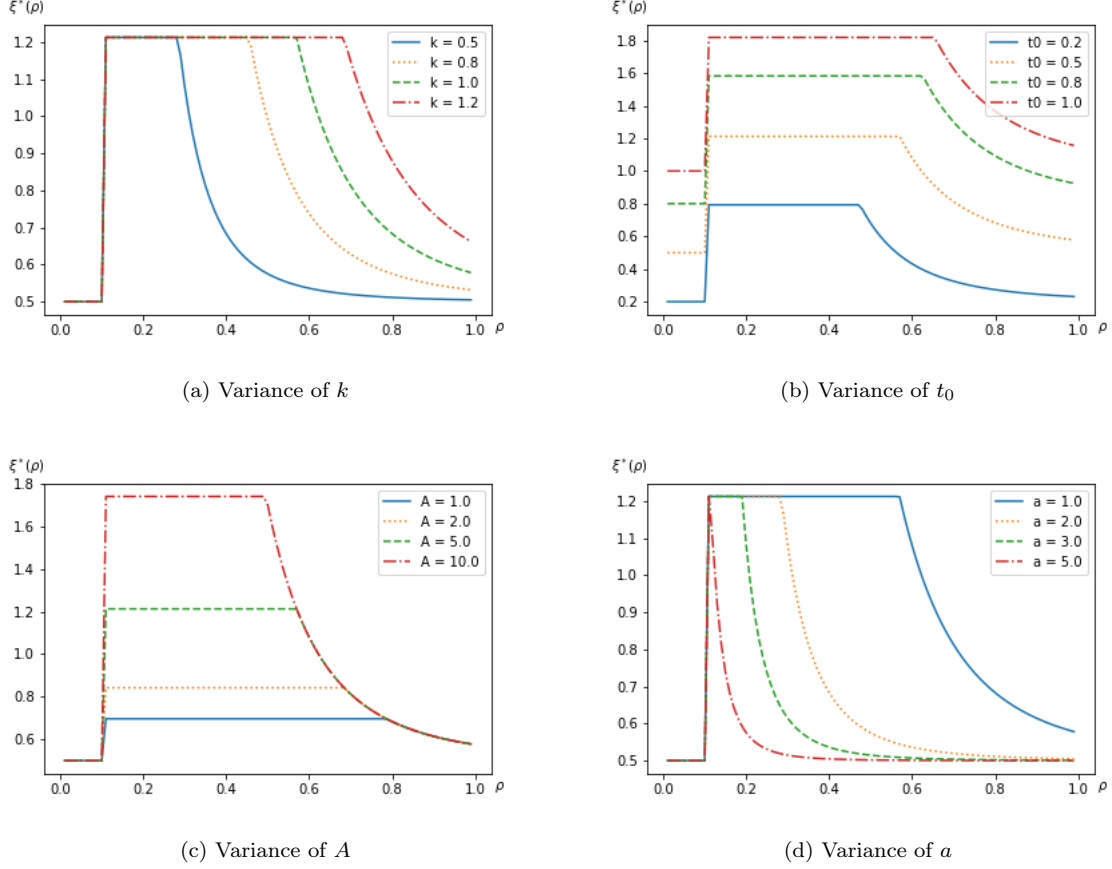 ξ*(ρ)
1.2
1.1
1.0
0.9
0.8
0.7
0.6
0.5
0.0 0.2 0.4 0.6 0.8 1.0 ρ
k = 0.5
k = 0.8
k = 1.0
k = 1.2
(a) Variance of k
ξ*(ρ)
1.8
1.6
1.4
1.2
1.0
0.8
0.6
0.4
0.2
0.0 0.2 0.4 0.6 0.8 1.0 ρ
t0 = 0.2
t0 = 0.5
t0 = 0.8
t0 = 1.0
(b) Variance of t₀
ξ*(ρ)
1.8
1.6
1.4
1.2
1.0
0.8
0.6
0.0 0.2 0.4 0.6 0.8 1.0 ρ
A = 1.0
A = 2.0
A = 5.0
A = 10.0
(c) Variance of A
ξ*(ρ)
1.2
1.1
1.0
0.9
0.8
0.7
0.6
0.5
0.0 0.2 0.4 0.6 0.8 1.0 ρ
a = 1.0
a = 2.0
a = 3.0
a = 5.0
(d) Variance of a